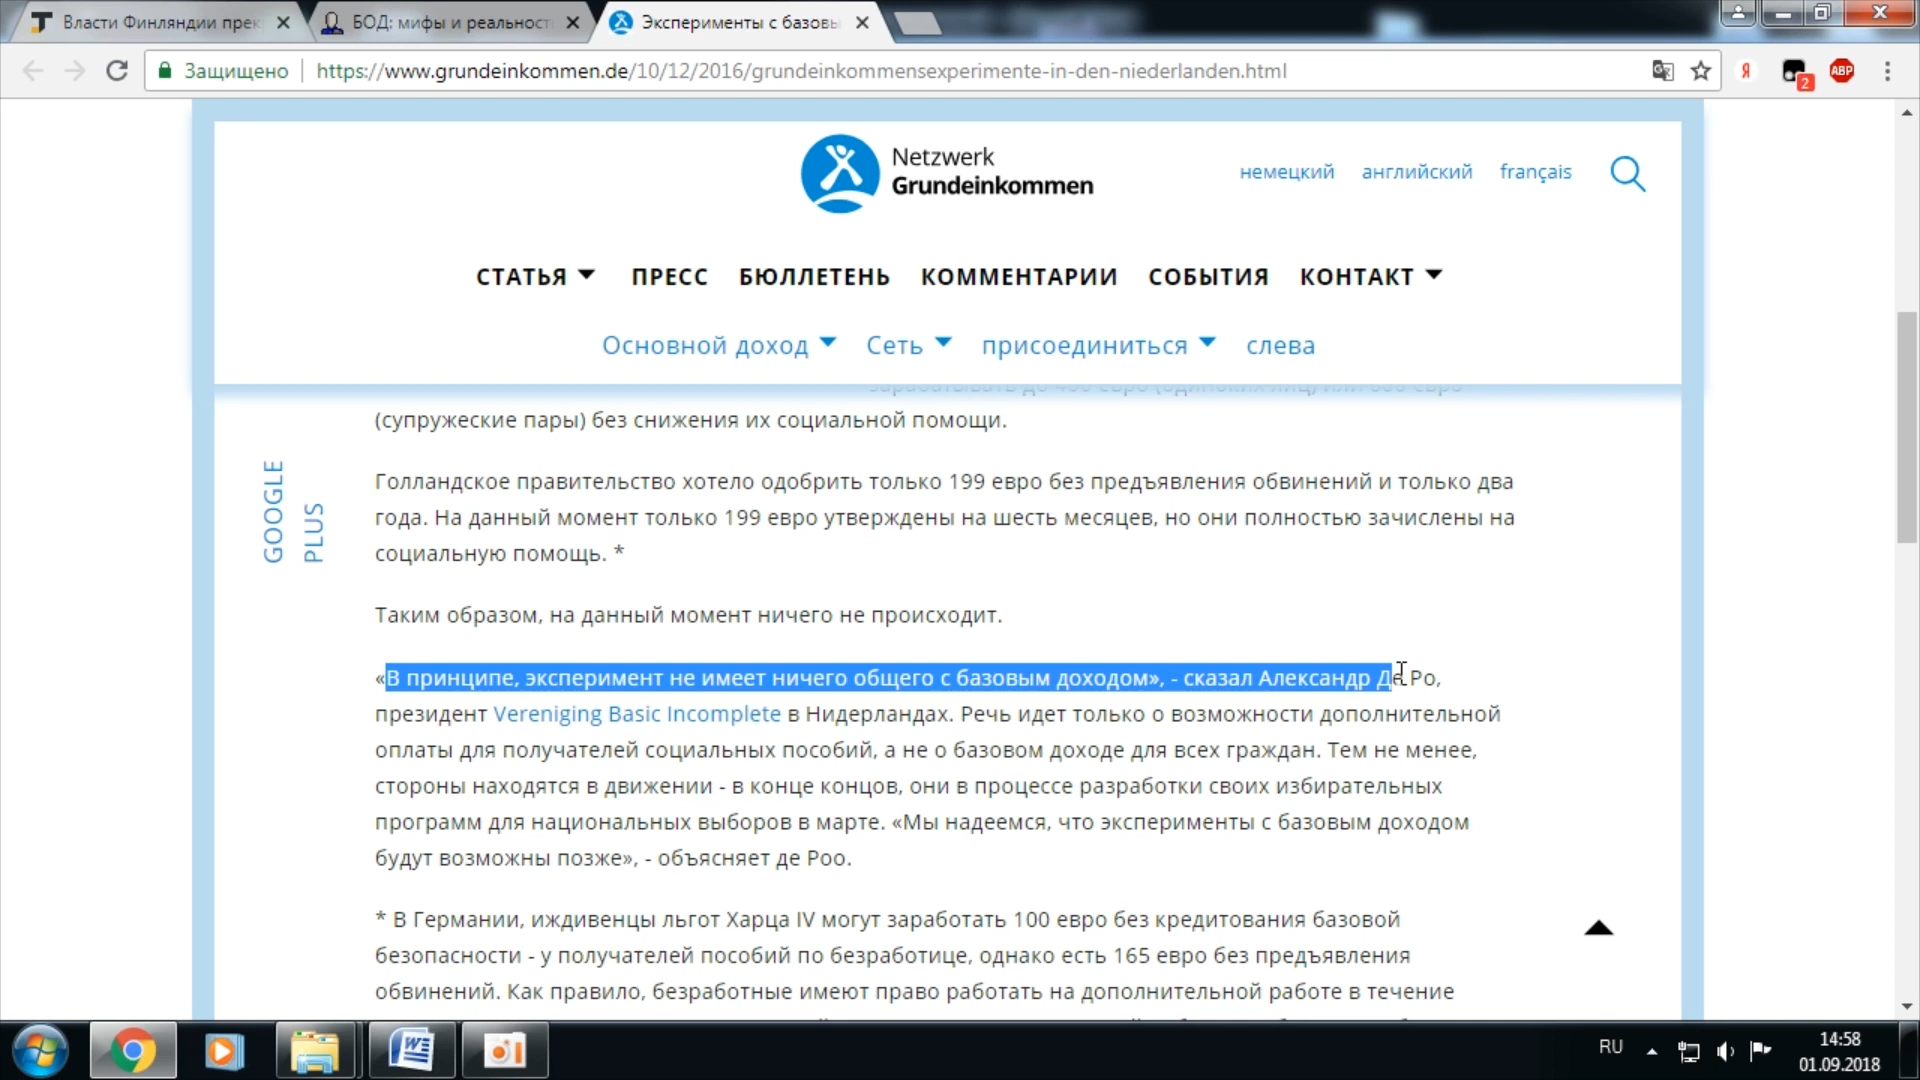 Власти Финляндии прек
БОД: мифы и реальност
Эксперименты с базовы
Защищено
https://www.grundeinkommen.de/10/12/2016/grundeinkommensexperimente-in-den-niederlanden.html
Я
2
ABP
Netzwerk
Grundeinkommen
немецкий английский français
СТАТЬЯ ПРЕСС БЮЛЛЕТЕНЬ КОММЕНТАРИИ СОБЫТИЯ КОНТАКТ
Основной доход Сеть присоединиться слева
(супружеские пары) без снижения их социальной помощи.
GOOGLE
PLUS
Голландское правительство хотело одобрить только 199 евро без предъявления обвинений и только два
года. На данный момент только 199 евро утверждены на шесть месяцев, но они полностью зачислены на
социальную помощь. *
Таким образом, на данный момент ничего не происходит.
«В принципе, эксперимент не имеет ничего общего с базовым доходом», - сказал Александр Де Ро,
президент Vereniging Basic Incomplete в Нидерландах. Речь идет только о возможности дополнительной
оплаты для получателей социальных пособий, а не о базовом доходе для всех граждан. Тем не менее,
стороны находятся в движении - в конце концов, они в процессе разработки своих избирательных
программ для национальных выборов в марте. «Мы надеемся, что эксперименты с базовым доходом
будут возможны позже», - объясняет де Роо.
* В Германии, иждивенцы льгот Харца IV могут заработать 100 евро без кредитования базовой
безопасности - у получателей пособий по безработице, однако есть 165 евро без предъявления
обвинений. Как правило, безработные имеют право работать на дополнительной работе в течение
RU
14:58
01.09.2018